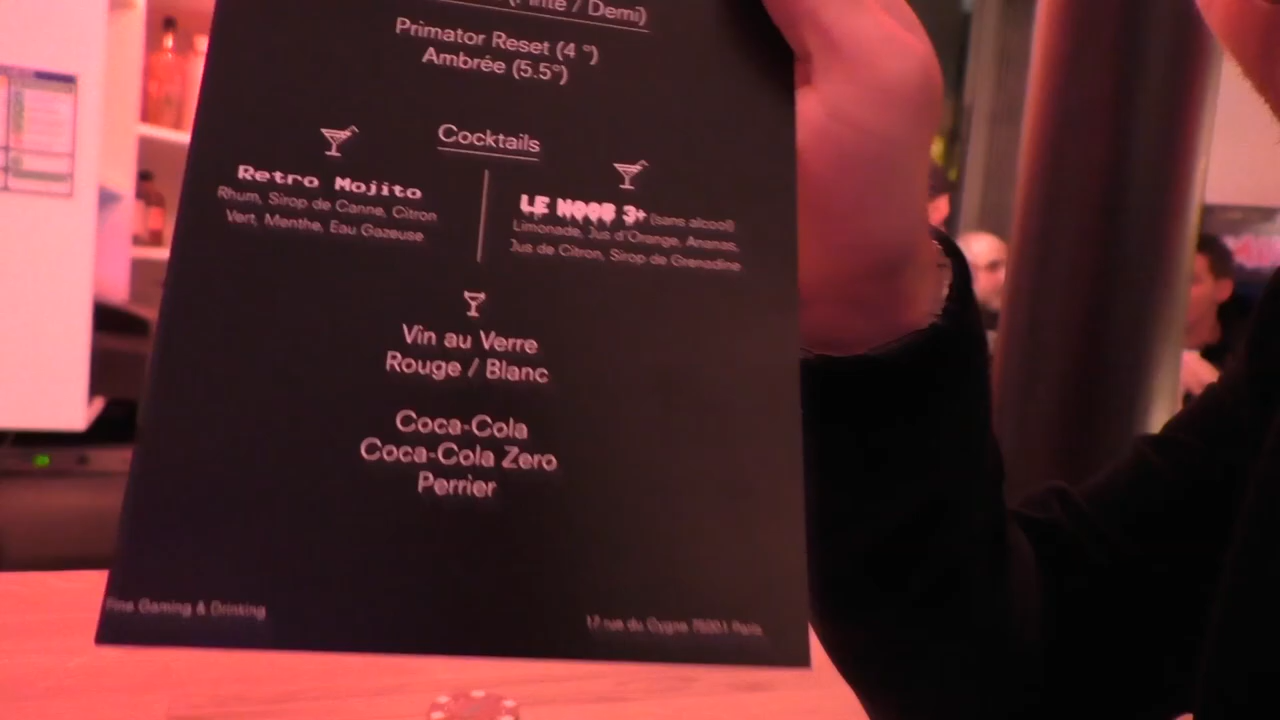 / Demi)
Primator Reset (4 °)
Ambrée (5.5°)
Cocktails
Retro Mojito
Rhum, Sirop de Canne, Citron
Vert, Menthe, Eau Gazeuse
LE NOOB 3+ (sans alcool)
Limonade, Jus d'Orange, Ananas,
Jus de Citron, Sirop de Grenadine
Vin au Verre
Rouge / Blanc
Coca-Cola
Coca-Cola Zero
Perrier
Fine Gaming & Drinking
17 rue du Cygne 75001 Paris